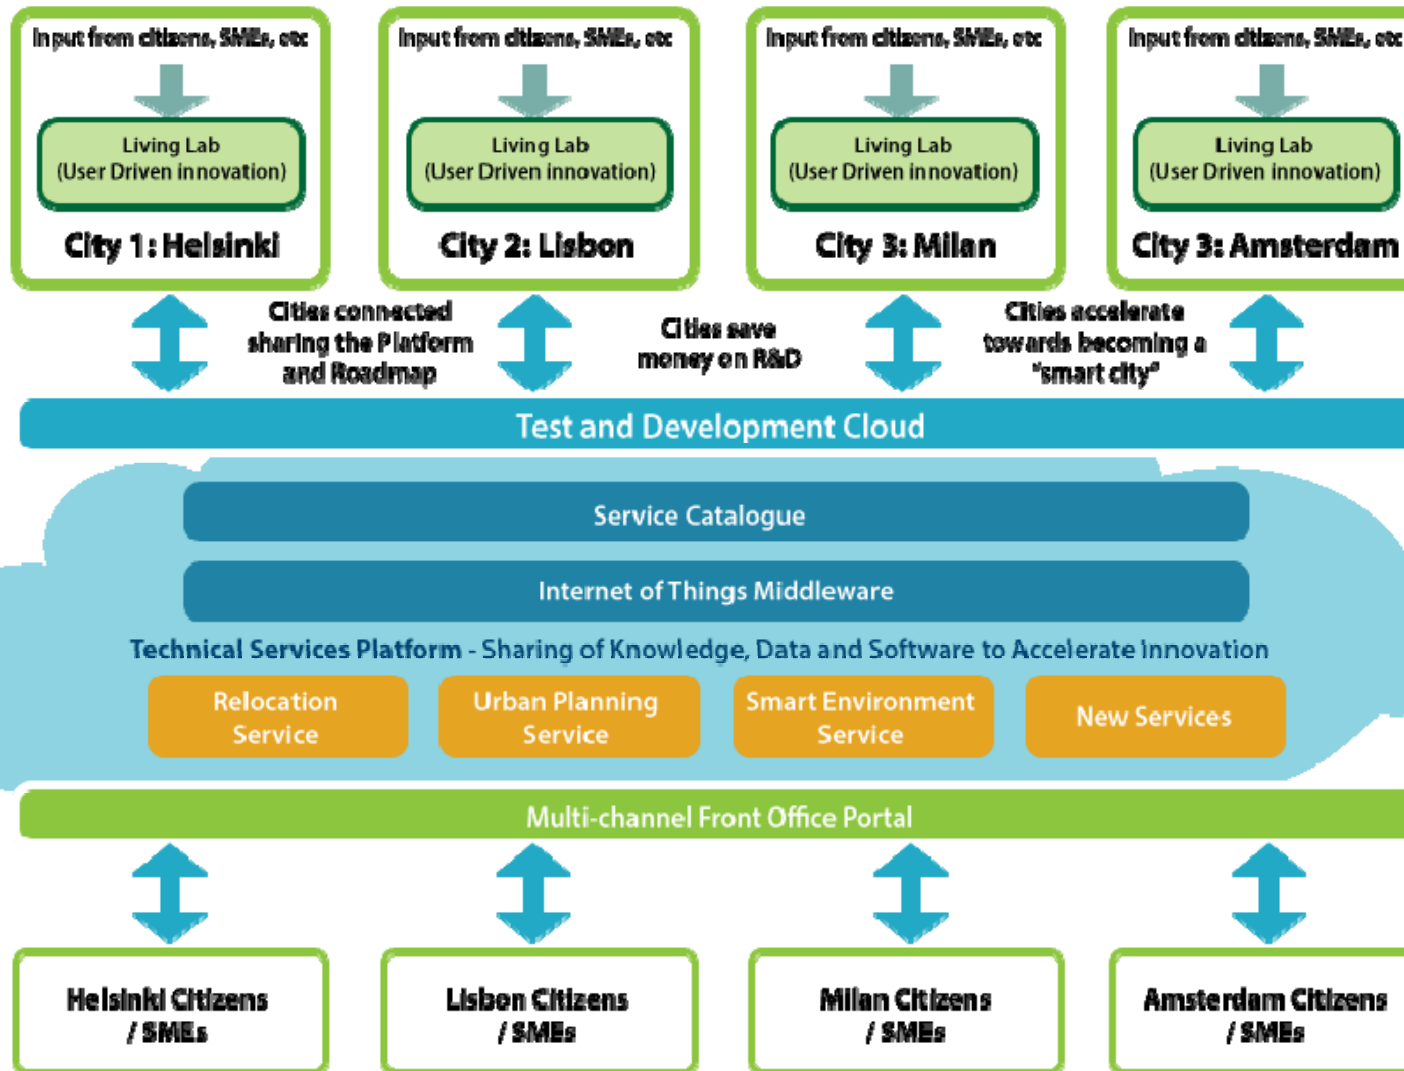 Input from citizens, SMEs, etc
Input from citizens, SMEs, etc
Input from citizens, SMEs, etc
Input from citizens, SMEs, etc
Living Lab
(User Driven innovation)
Living Lab
(User Driven innovation)
Living Lab
(User Driven innovation)
Living Lab
(User Driven innovation)
City 1: Helsinki
City 2: Lisbon
City 3: Milan
City 3: Amsterdam
Cities connected
sharing the Platform
and Roadmap
Cities save
money on R&D
Cities accelerate
towards becoming a
"smart city"
Test and Development Cloud
Service Catalogue
Internet of Things Middleware
Technical Services Platform - Sharing of Knowledge, Data and Software to Accelerate Innovation
Relocation
Service
Urban Planning
Service
Smart Environment
Service
New Services
Multi-channel Front Office Portal
Helsinki Citizens
/ SMEs
Lisbon Citizens
/ SMEs
Milan Citizens
/ SMEs
Amsterdam Citizens
/ SMEs